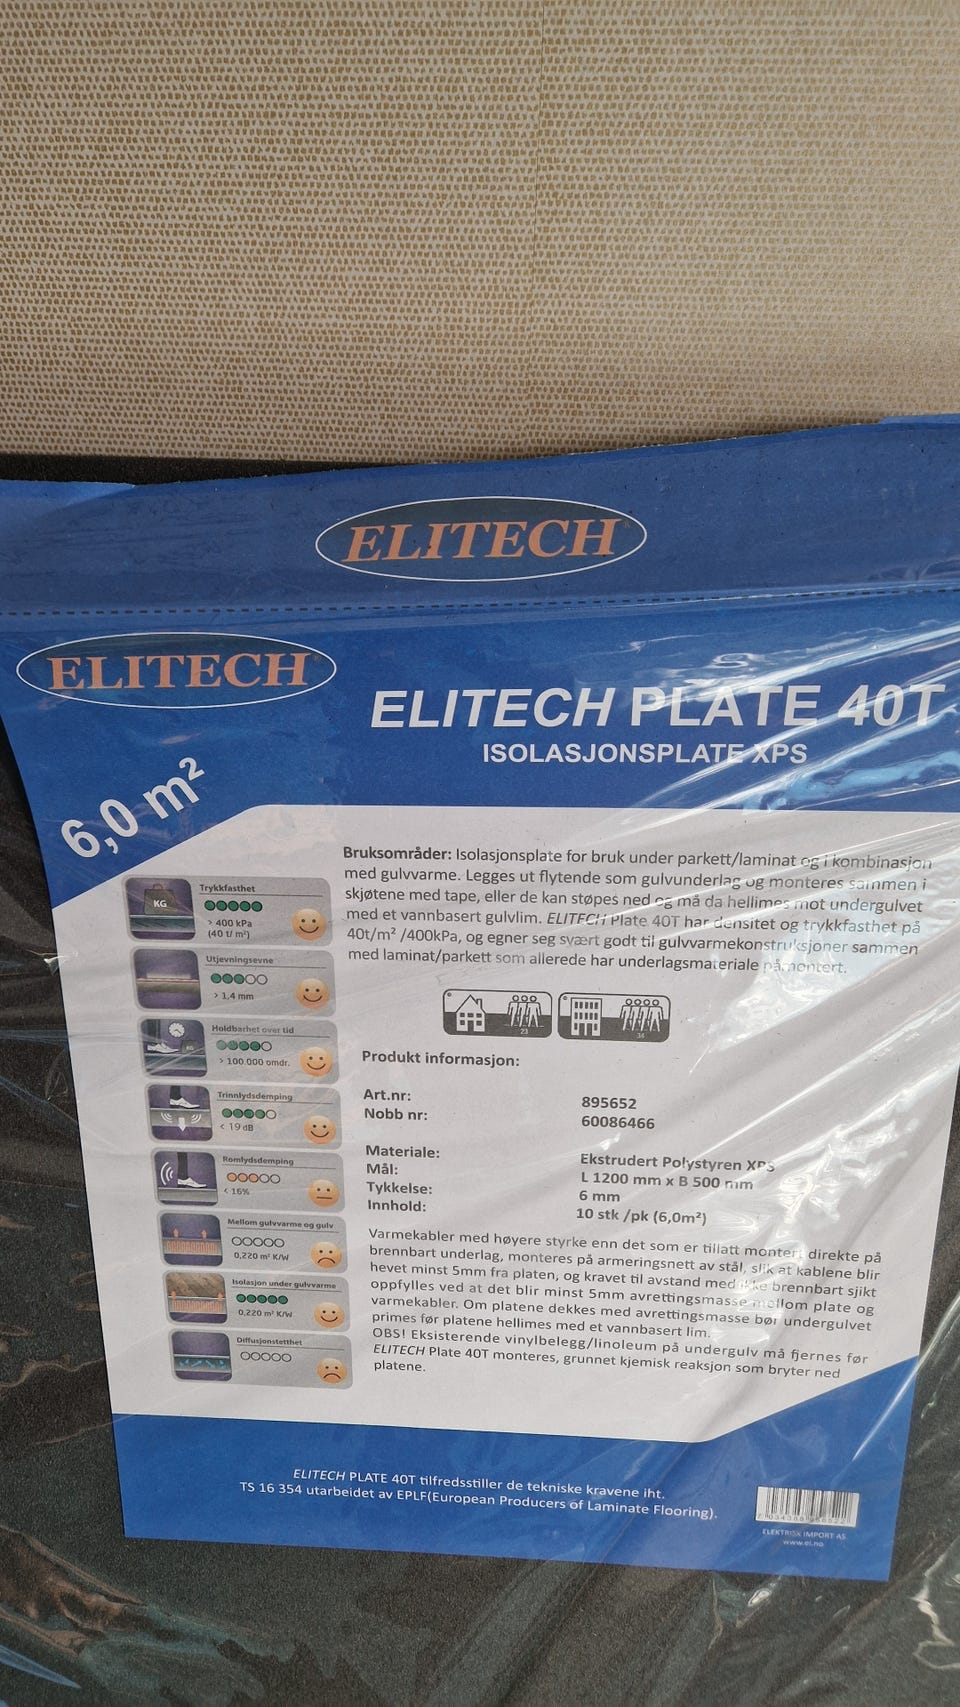 ELITECH
ELITECH
ELITECH PLATE 40T
ISOLASJONSPLATE XPS
6,0 m²
Bruksområder: Isolasjonsplate for bruk under parkett/laminat og i kombinasjon
med gulvvarme. Legges ut flytende som gulvunderlag og monteres sammen i
skjøtene med tape, eller de kan støpes ned og må da hellimes mot undergulvet
med et vannbasert gulvlim. ELITECH Plate 40T har densitet og trykkfasthet på
40t/m² /400kPa, og egner seg svært godt til gulvvarmekonstruksjoner sammen
med laminat/parkett som allerede har underlagsmateriale påmontert.
KG
Trykkfasthet
> 400 kPa
(40 t/ m²)
Utjevningsevne
> 1,4 mm
Holdbarhet over tid
> 100.000 omdr.
Trinnlydsdemping
< 19 dB
Romlydsdemping
< 16%
Mellom gulvvarme og gulv
0,220 m² K/W
Isolasjon under gulvvarme
0,220 m² K/W
Diffusjonstetthet
23
34
Produkt informasjon:
Art.nr: 895652
Nobb nr: 60086466
Materiale: Ekstrudert Polystyren XPS
Mål: L 1200 mm x B 500 mm
Tykkelse: 6 mm
Innhold: 10 stk /pk (6,0m²)
Varmekabler med høyere styrke enn det som er tillatt montert direkte på
brennbart underlag, monteres på armeringsnett av stål, slik at kablene blir
hevet minst 5mm fra platen, og kravet til avstand med ikke brennbart sjikt
oppfylles ved at det blir minst 5mm avrettingsmasse mellom plate og
varmekabler. Om platene dekkes med avrettingsmasse bør undergulvet
primes før platene hellimes med et vannbasert lim.
OBS! Eksisterende vinylbelegg/linoleum på undergulv må fjernes før
ELITECH Plate 40T monteres, grunnet kjemisk reaksjon som bryter ned
platene.
ELITECH PLATE 40T tilfredsstiller de tekniske kravene iht.
TS 16 354 utarbeidet av EPLF(European Producers of Laminate Flooring).
ELEKTRISK IMPORT AS
www.ei.no